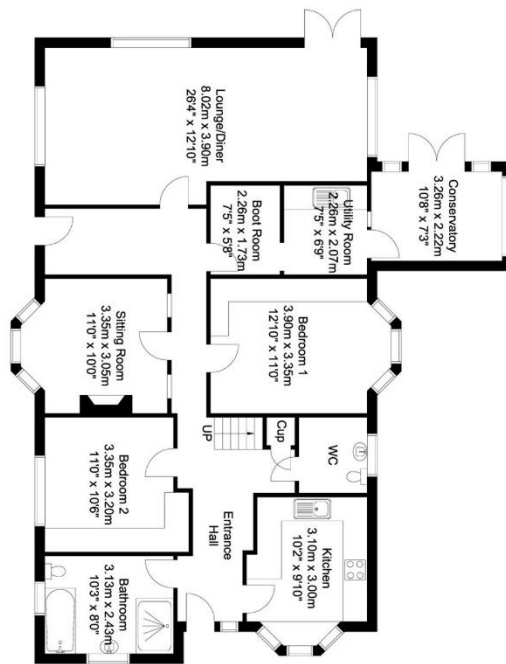 Lounge/Diner
8.02m x 3.90m
26'4" x 12'10"
Conservatory
3.26m x 2.22m
10'8" x 7'3"
Utility Room
2.26m x 2.07m
7'5" x 6'9"
Boot Room
2.26m x 1.73m
7'5" x 5'8"
Bedroom 1
3.90m x 3.35m
12'10" x 11'0"
Sitting Room
3.35m x 3.05m
11'0" x 10'0"
WC
Cup
UP
Bedroom 2
3.35m x 3.20m
11'0" x 10'6"
Entrance
Hall
Kitchen
3.10m x 3.00m
10'2" x 9'10"
Bathroom
3.13m x 2.43m
10'3" x 8'0"